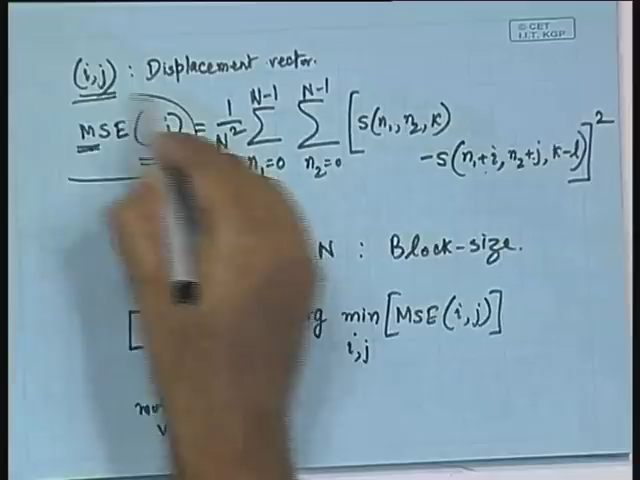 © CET
I.I.T. KGP
(i,j) : Displacement vector.
MSE( j) = 1/N² Σ_{n₁=0}^{N-1} Σ_{n₂=0}^{N-1} [s(n₁, n₂, k)
-s(n₁+i, n₂+j, k-l)]²
N : Block-size.
[ min [MSE(i,j)]
i,j